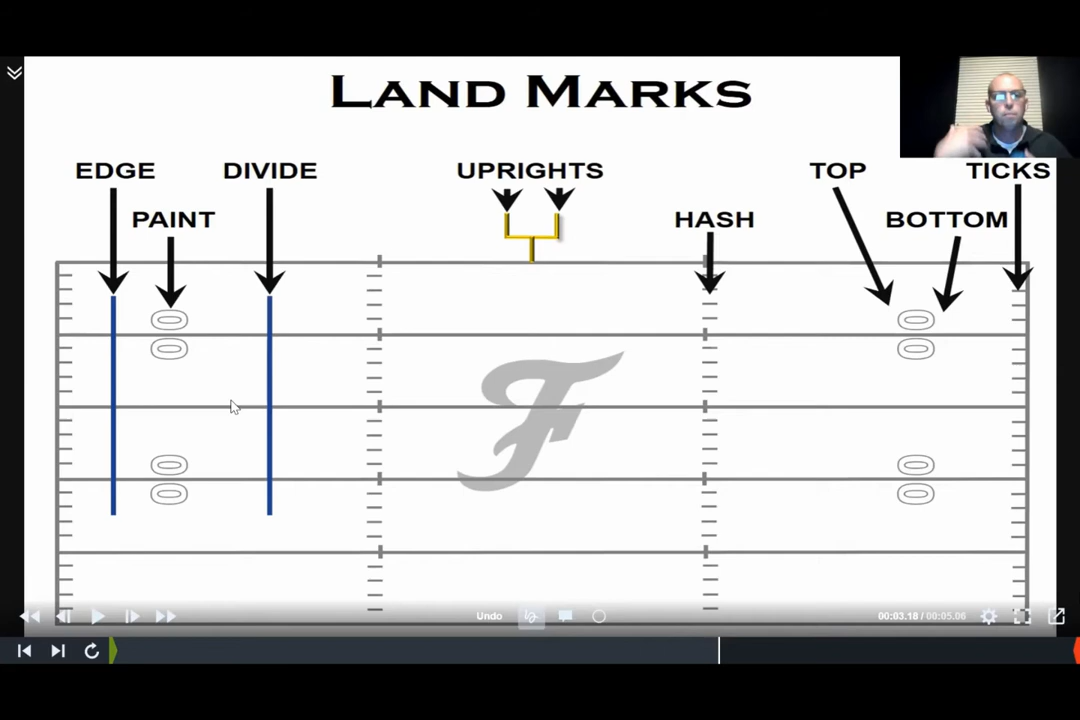 LAND MARKS
EDGE
DIVIDE
UPRIGHTS
TOP
TICKS
PAINT
HASH
BOTTOM
F
Undo
00:03.18 / 00:05.06